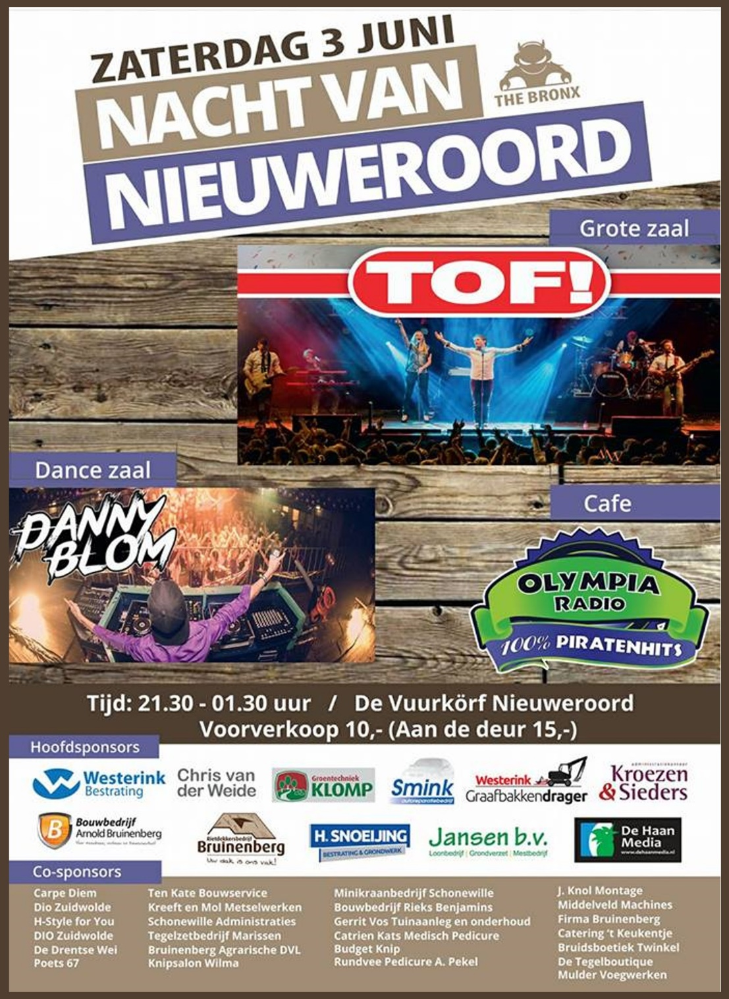 ZATERDAG 3 JUNI
NACHT VAN
NIEUWEROORD
THE BRONX
Grote zaal
TOF!
Dance zaal
DANNY
BLOM
Cafe
OLYMPIA
RADIO
100% PIRATENHITS
Tijd: 21.30 - 01.30 uur / De Vuurkörf Nieuweroord
Voorverkoop 10,- (Aan de deur 15,-)
Hoofdsponsors
Westerink
Bestrating
Chris van
der Weide
Groentechniek
KLOMP
Smink
autoreparatiebedrijf
Westerink
Graafbakkendrager
administratiekantoor
Kroezen
& Sieders
B
Bouwbedrijf
Arnold Bruinenberg
Rietdekkersbedrijf
Bruinenberg
Uw dak is ons vak!
H. SNOEIJING
BESTRATING & GRONDWERK
Jansen b.v.
Loonbedrijf | Grondverzet | Mestbedrijf
De Haan
Media
www.dehaanmedia.nl
Co-sponsors
Carpe Diem
Dio Zuidwolde
H-Style for You
DIO Zuidwolde
De Drentse Wei
Poets 67
Ten Kate Bouwservice
Kreeft en Mol Metselwerken
Schonewille Administraties
Tegelzetbedrijf Marissen
Bruinenberg Agrarische DVL
Knipsalon Wilma
Minikraanbedrijf Schonewille
Bouwbedrijf Rieks Benjamins
Gerrit Vos Tuinaanleg en onderhoud
Catrien Kats Medisch Pedicure
Budget Knip
Rundvee Pedicure A. Pekel
J. Knol Montage
Middelveld Machines
Firma Bruinenberg
Catering 't Keukentje
Bruidsboetiek Twinkel
De Tegelboutique
Mulder Voegwerken